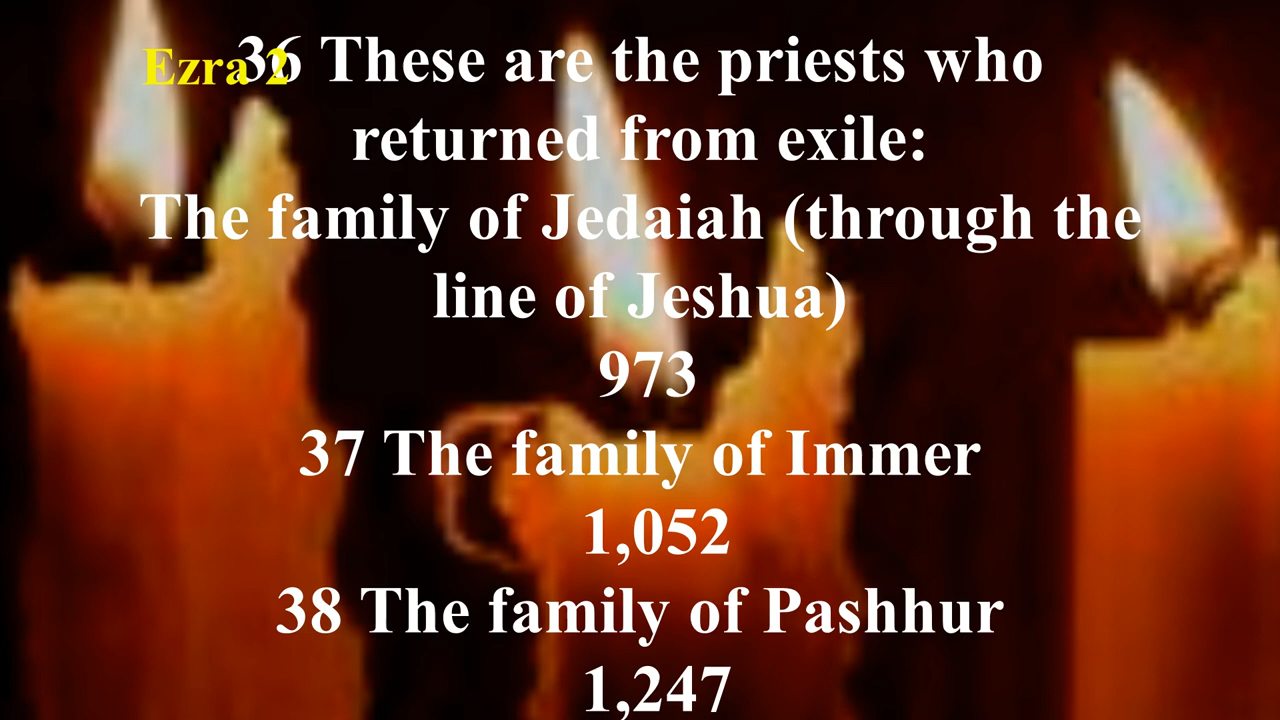 Ezra 2
36 These are the priests who
returned from exile:
The family of Jedaiah (through the
line of Jeshua)
973
37 The family of Immer
1,052
38 The family of Pashhur
1,247